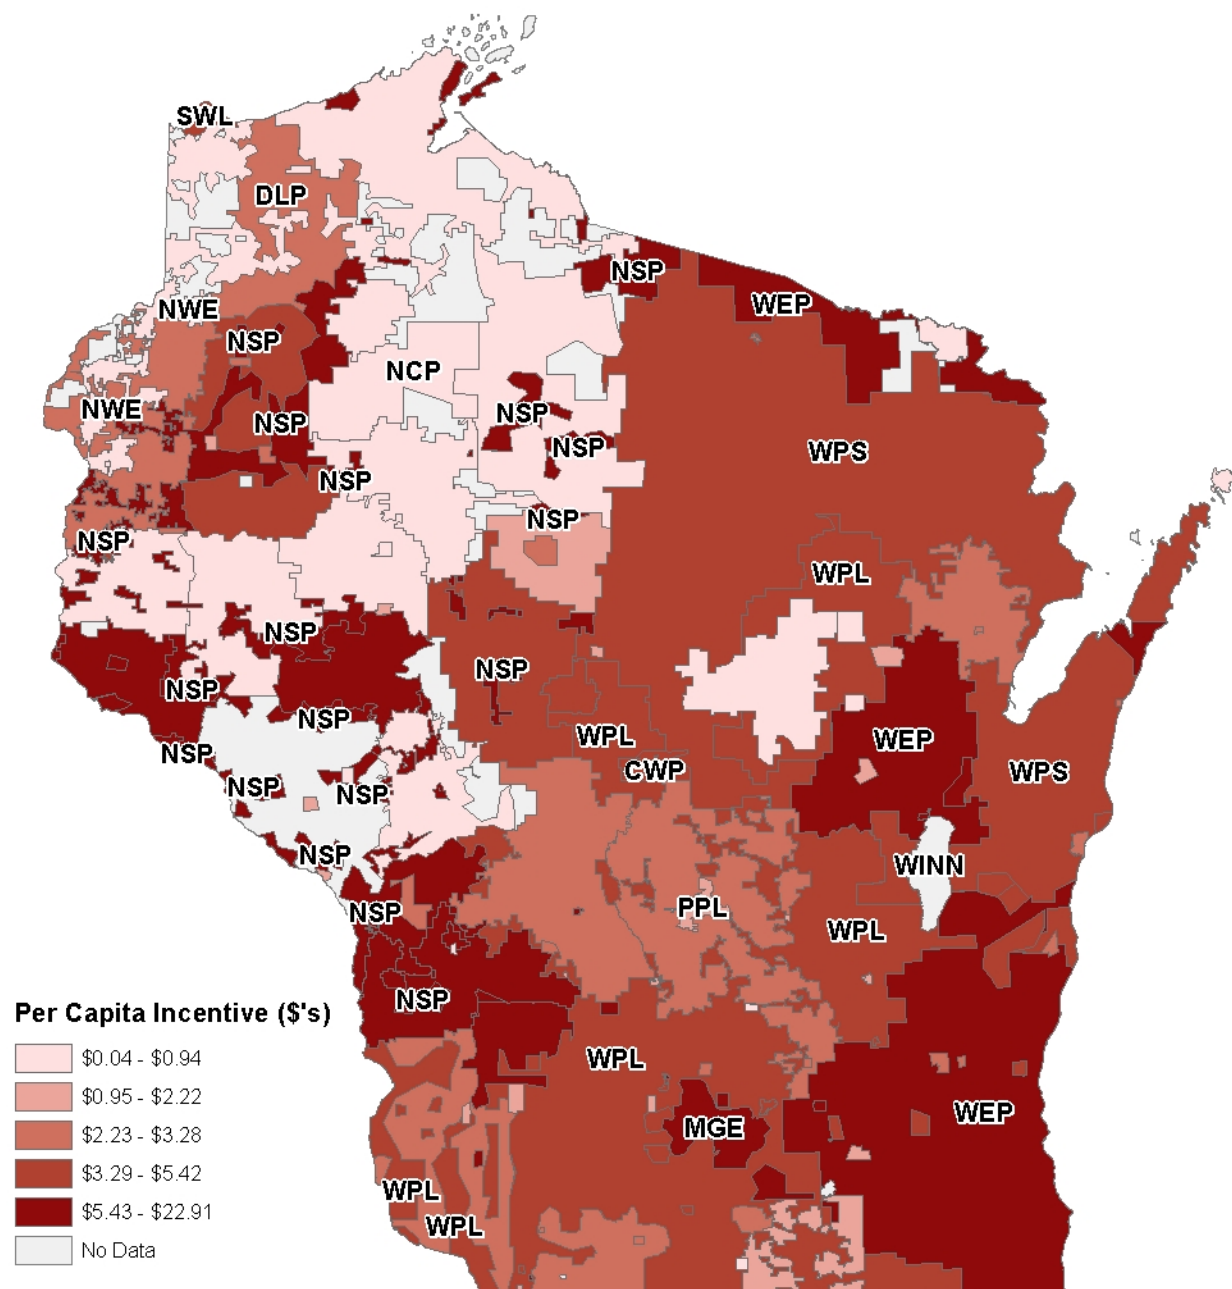 SWL
DLP
NSP
WEP
NWE
NSP
NCP
NWE
NSP
NSP
NSP
WPS
NSP
NSP
NSP
WPL
NSP
NSP
NSP
NSP
WPL
WEP
NSP
CWP
WPS
NSP
NSP
NSP
WINN
NSP
PPL
WPL
NSP
WPL
WEP
MGE
WPL
WPL
Per Capita Incentive ($'s)
$0.04 - $0.94
$0.95 - $2.22
$2.23 - $3.28
$3.29 - $5.42
$5.43 - $22.91
No Data